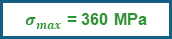 σmax = 360 MPa